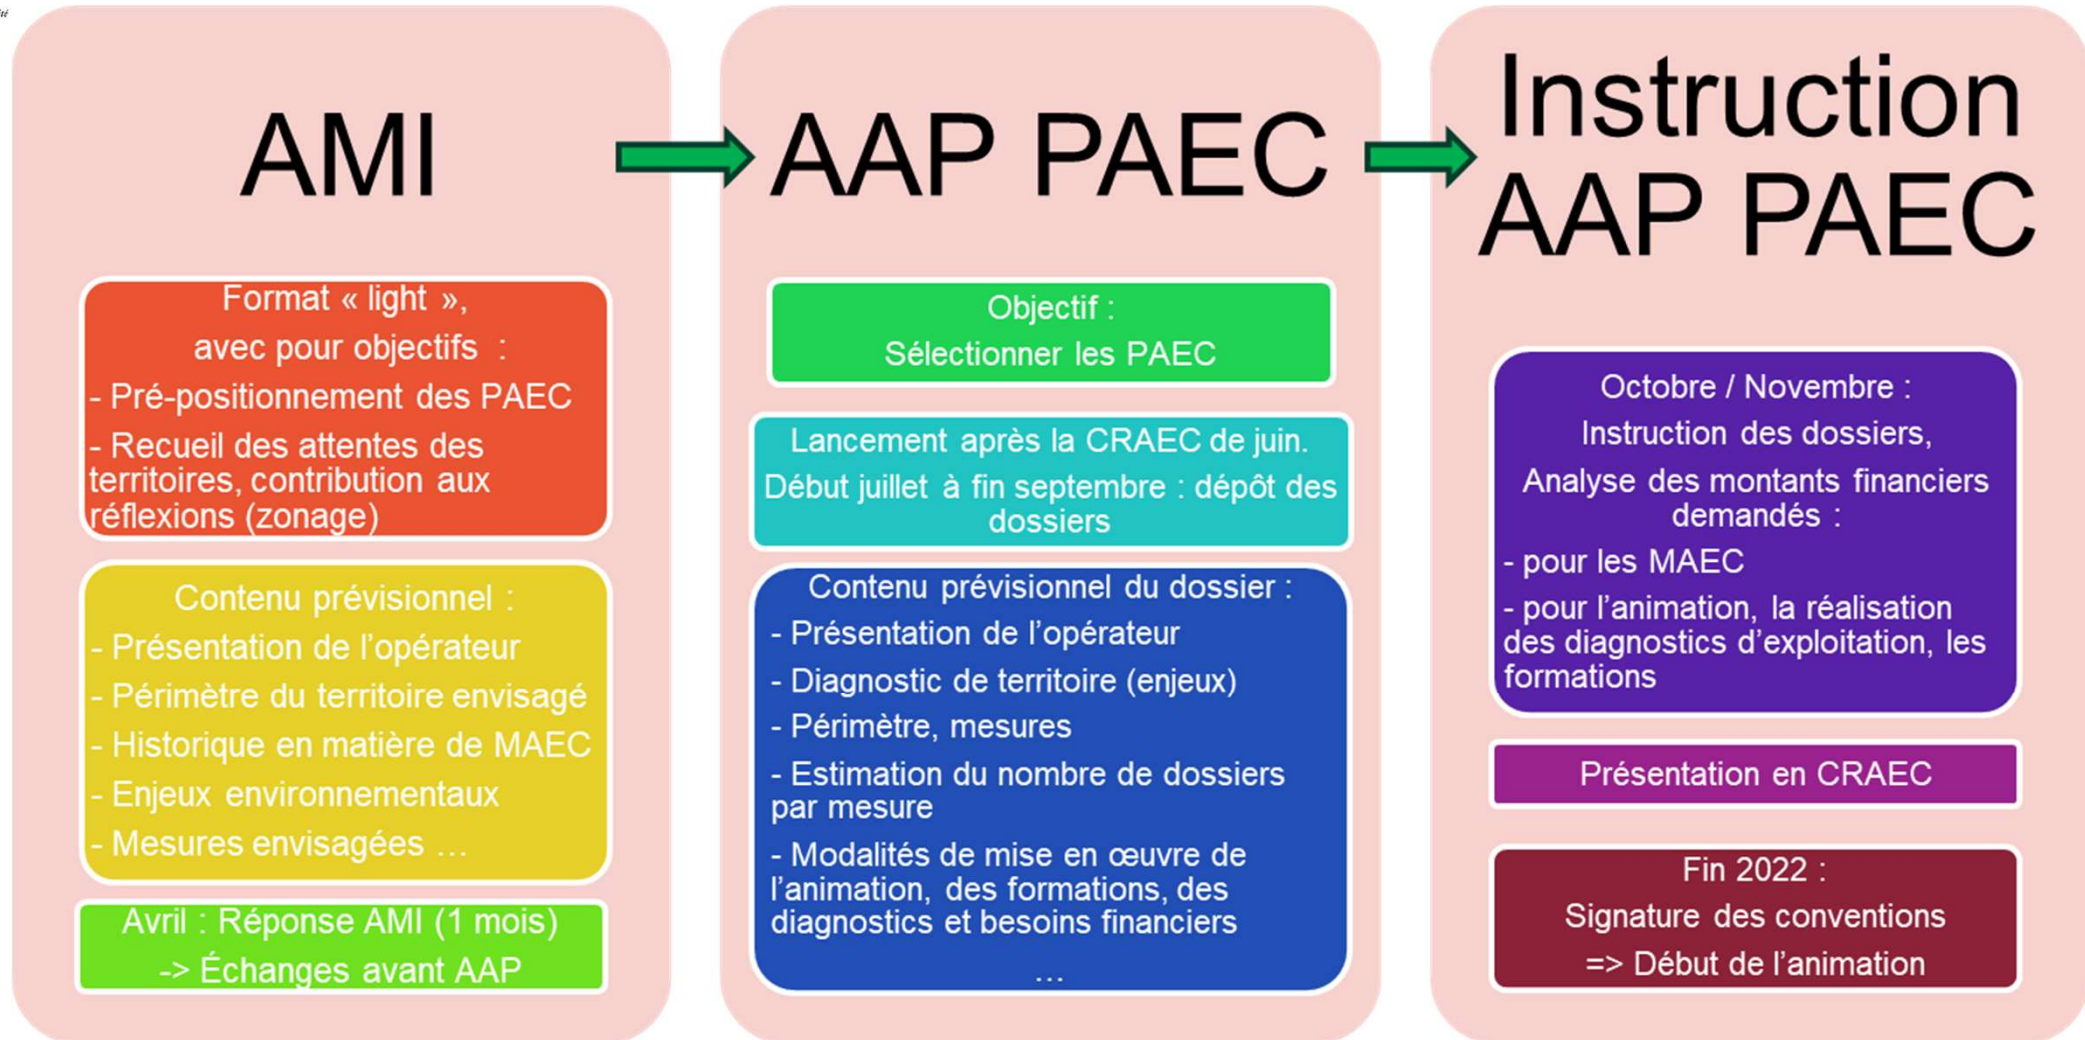 AMI
Format « light »,
avec pour objectifs :
- Pré-positionnement des PAEC
- Recueil des attentes des
territoires, contribution aux
réflexions (zonage)
Contenu prévisionnel :
- Présentation de l’opérateur
- Périmètre du territoire envisagé
- Historique en matière de MAEC
- Enjeux environnementaux
- Mesures envisagées ...
Avril : Réponse AMI (1 mois)
-> Échanges avant AAP
AAP PAEC
Objectif :
Sélectionner les PAEC
Lancement après la CRAEC de juin.
Début juillet à fin septembre : dépôt des
dossiers
Contenu prévisionnel du dossier :
- Présentation de l’opérateur
- Diagnostic de territoire (enjeux)
- Périmètre, mesures
- Estimation du nombre de dossiers
par mesure
- Modalités de mise en œuvre de
l’animation, des formations, des
diagnostics et besoins financiers
...
Instruction
AAP PAEC
Octobre / Novembre :
Instruction des dossiers,
Analyse des montants financiers
demandés :
- pour les MAEC
- pour l’animation, la réalisation
des diagnostics d’exploitation, les
formations
Présentation en CRAEC
Fin 2022 :
Signature des conventions
=> Début de l’animation